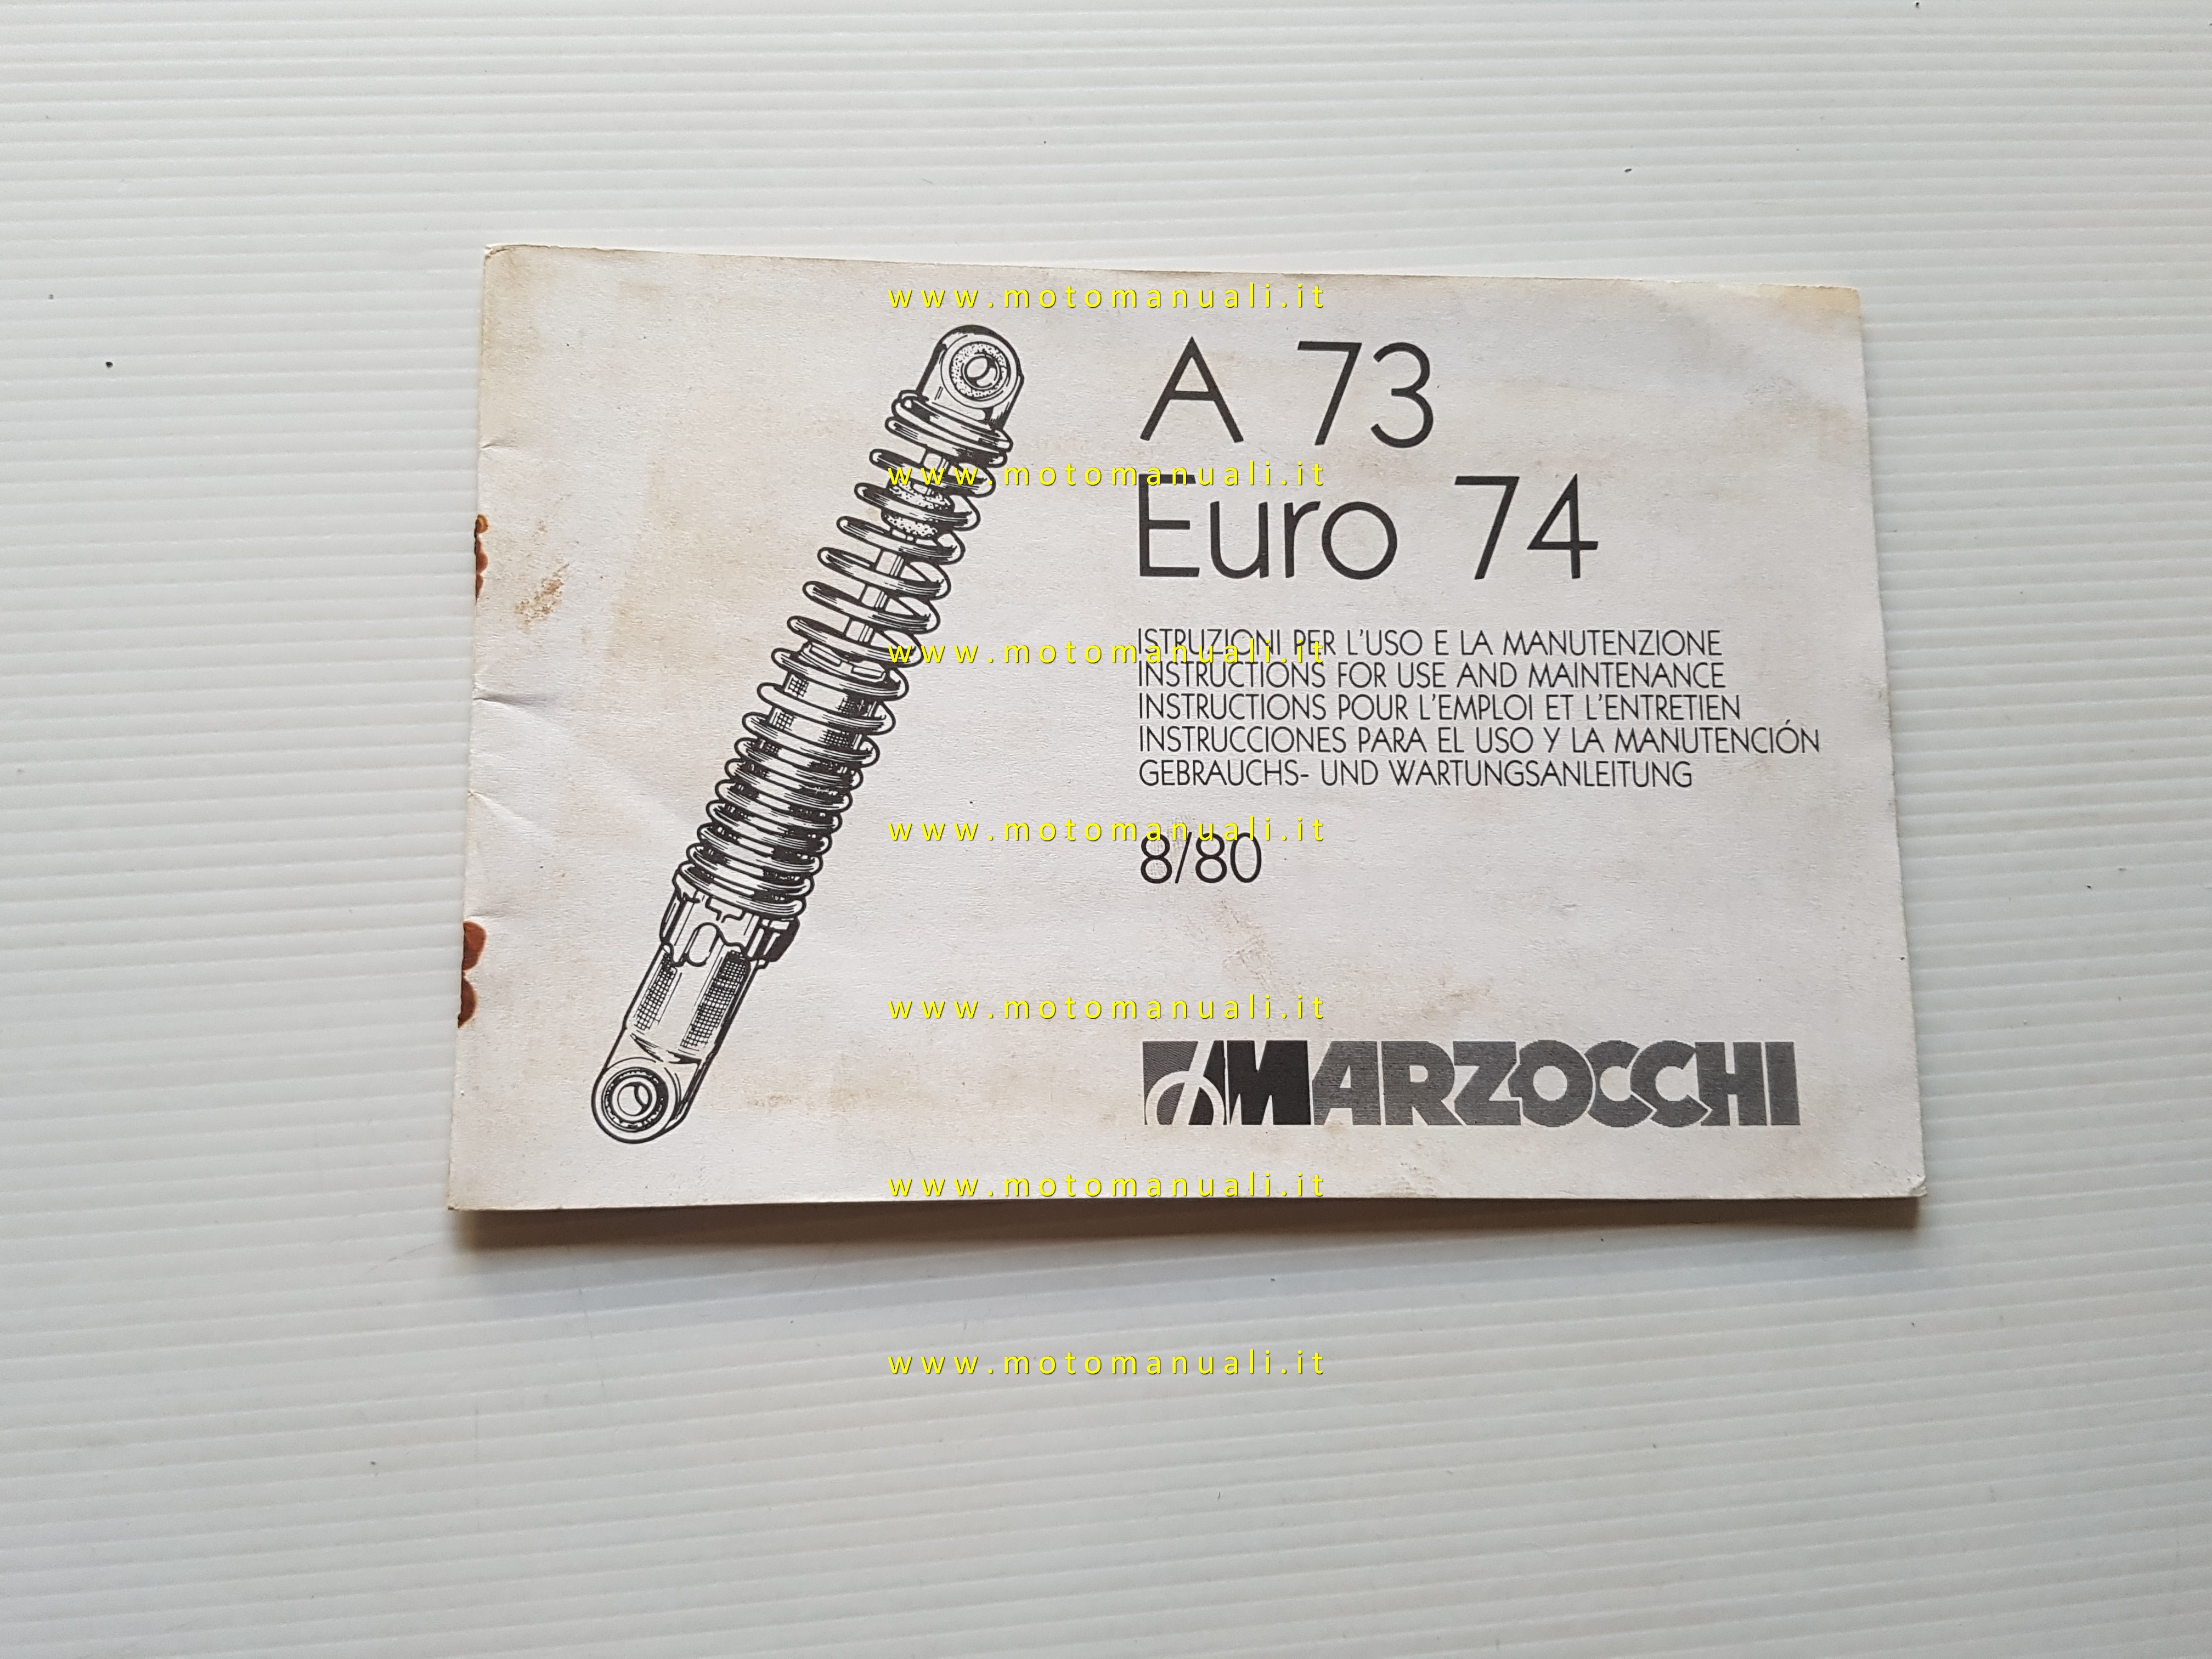 www.motomanuali.it
A 73
www.motomanuali.it
Euro 74
ISTRUZIONI PER L'USO E LA MANUTENZIONE
www.motomanuali.it
INSTRUCTIONS FOR USE AND MAINTENANCE
INSTRUCTIONS POUR L'EMPLOI ET L'ENTRETIEN
INSTRUCCIONES PARA EL USO Y LA MANUTENCIÓN
GEBRAUCHS- UND WARTUNGSANLEITUNG
www.motomanuali.it
8/80
www.motomanuali.it
MARZOCCHI
www.motomanuali.it
www.motomanuali.it